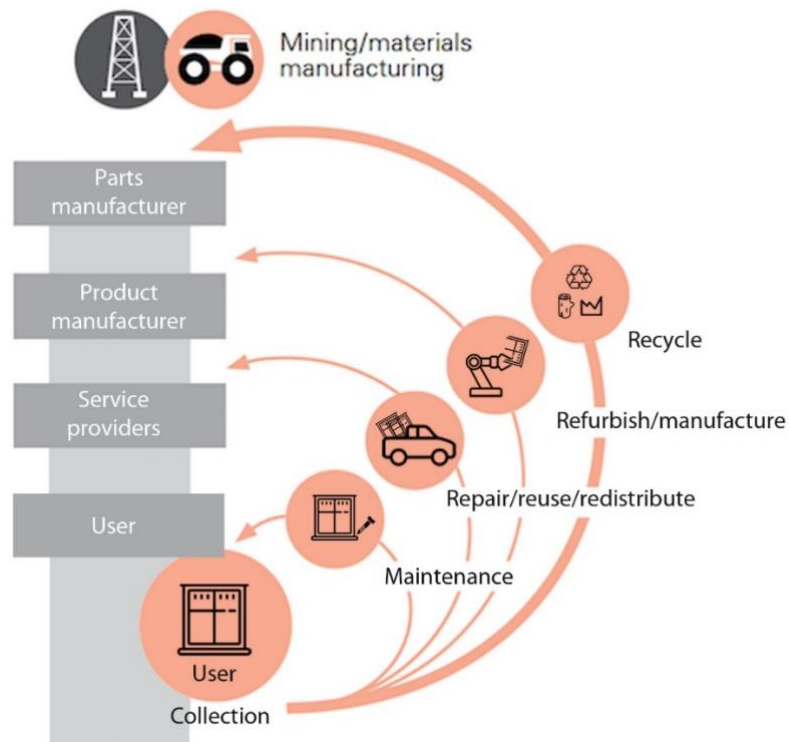 Mining/materials
manufacturing
Parts
manufacturer
Product
manufacturer
Service
providers
User
Recycle
Refurbish/manufacture
Repair/reuse/redistribute
Maintenance
User
Collection